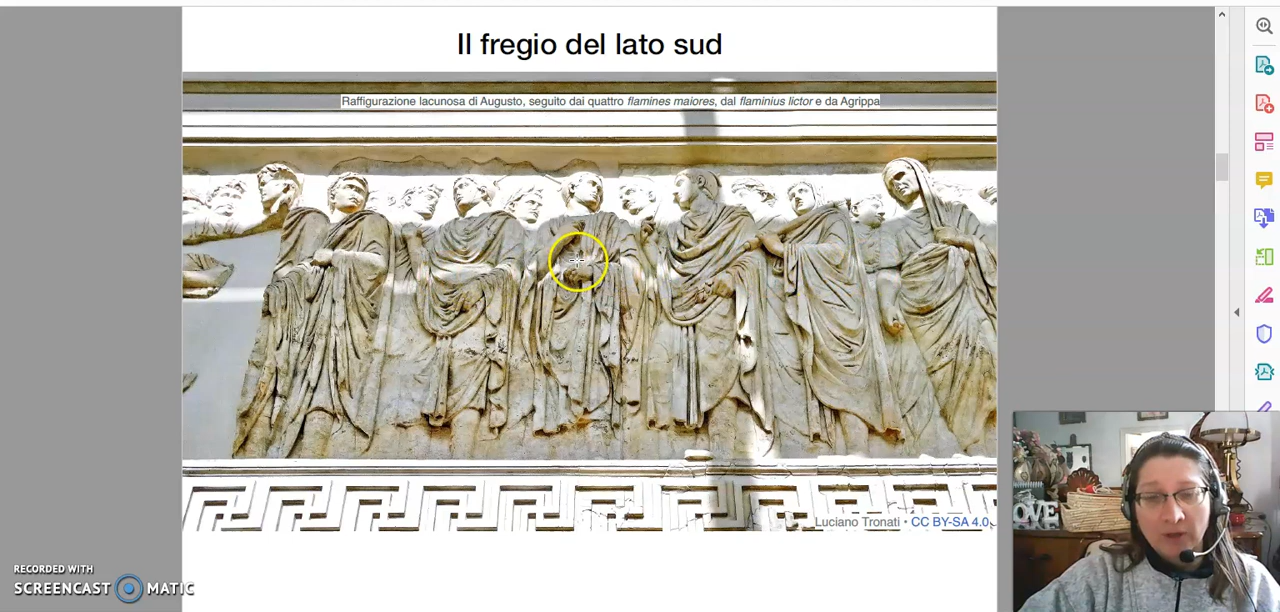 Il fregio del lato sud
Raffigurazione lacunosa di Augusto, seguito dai quattro flamines maiores, dal flaminius lictor e da Agrippa
LOVE
Luciano Tronati • CC BY-SA 4.0
RECORDED WITH
SCREENCAST MATIC